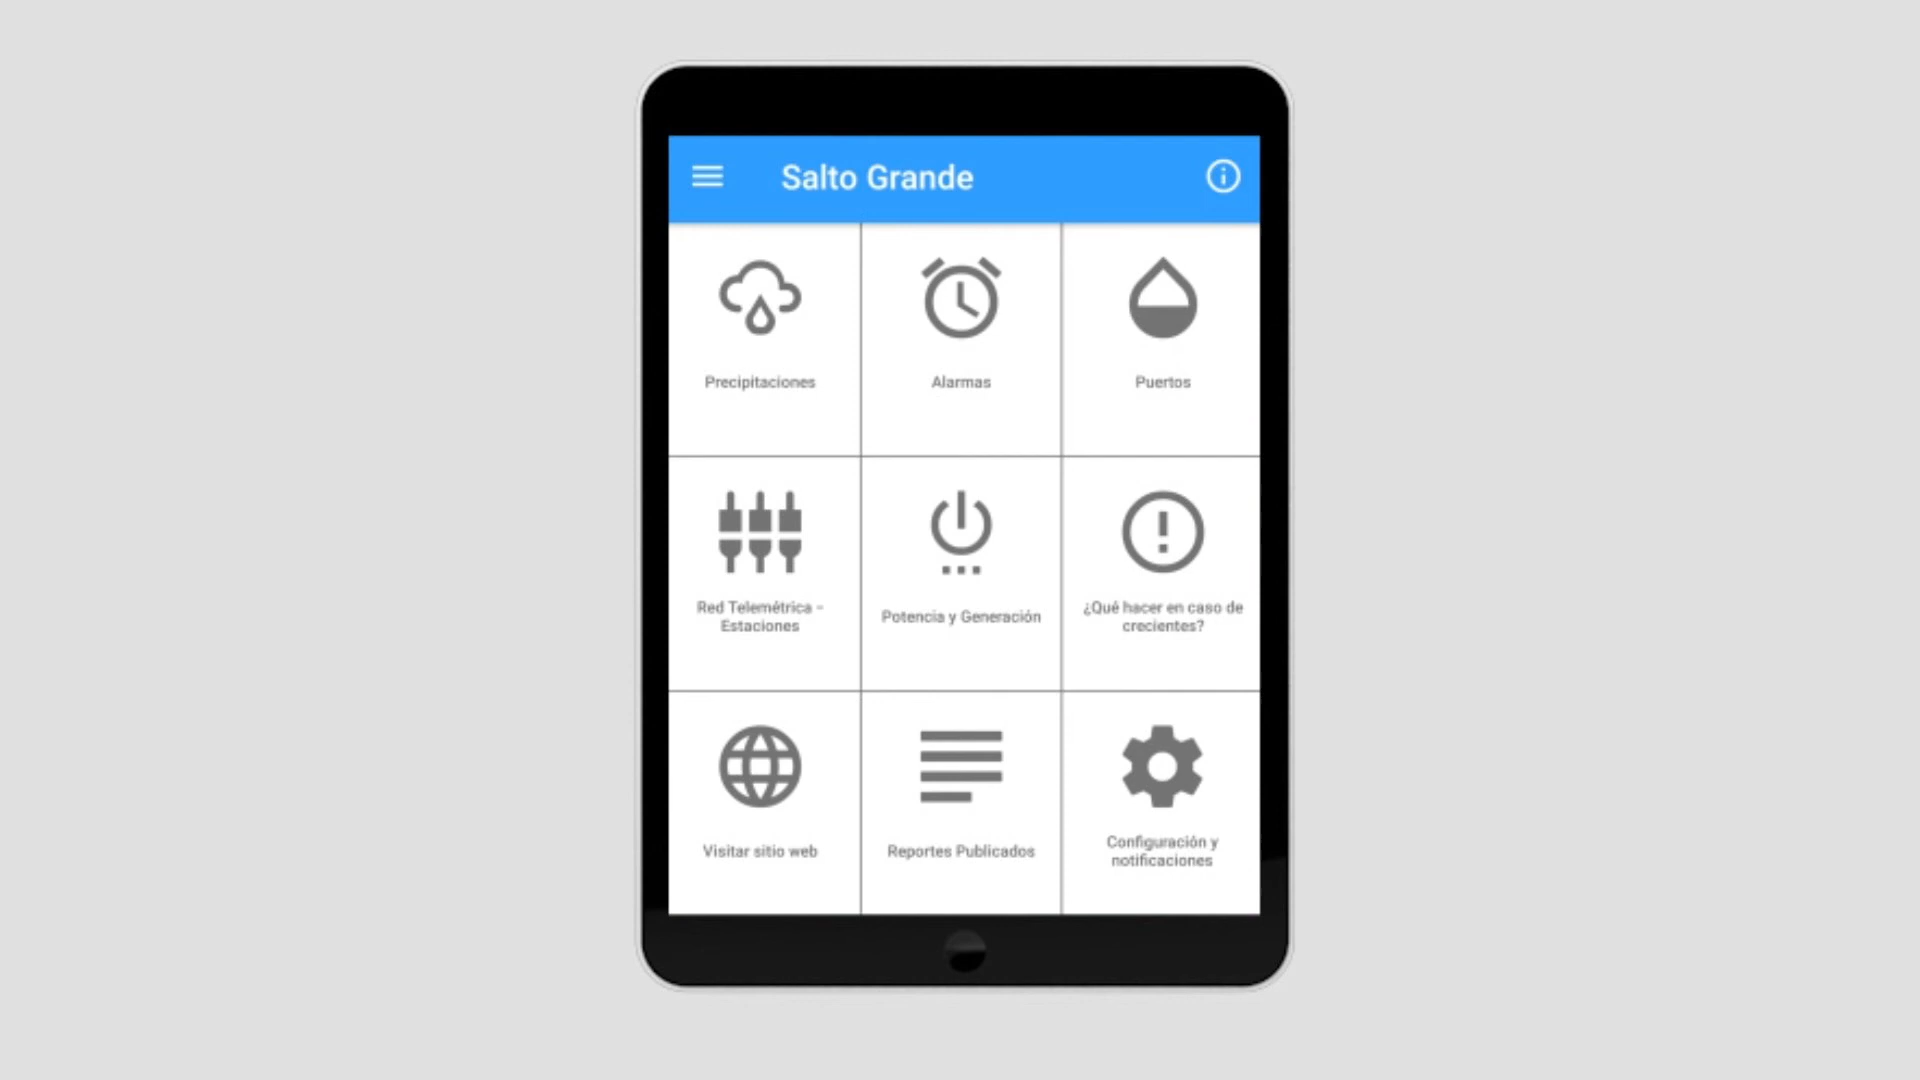 Salto Grande
Precipitaciones
Alarmas
Puertos
Red Telemétrica -
Estaciones
Potencia y Generación
¿Qué hacer en caso de
crecientes?
Visitar sitio web
Reportes Publicados
Configuración y
notificaciones